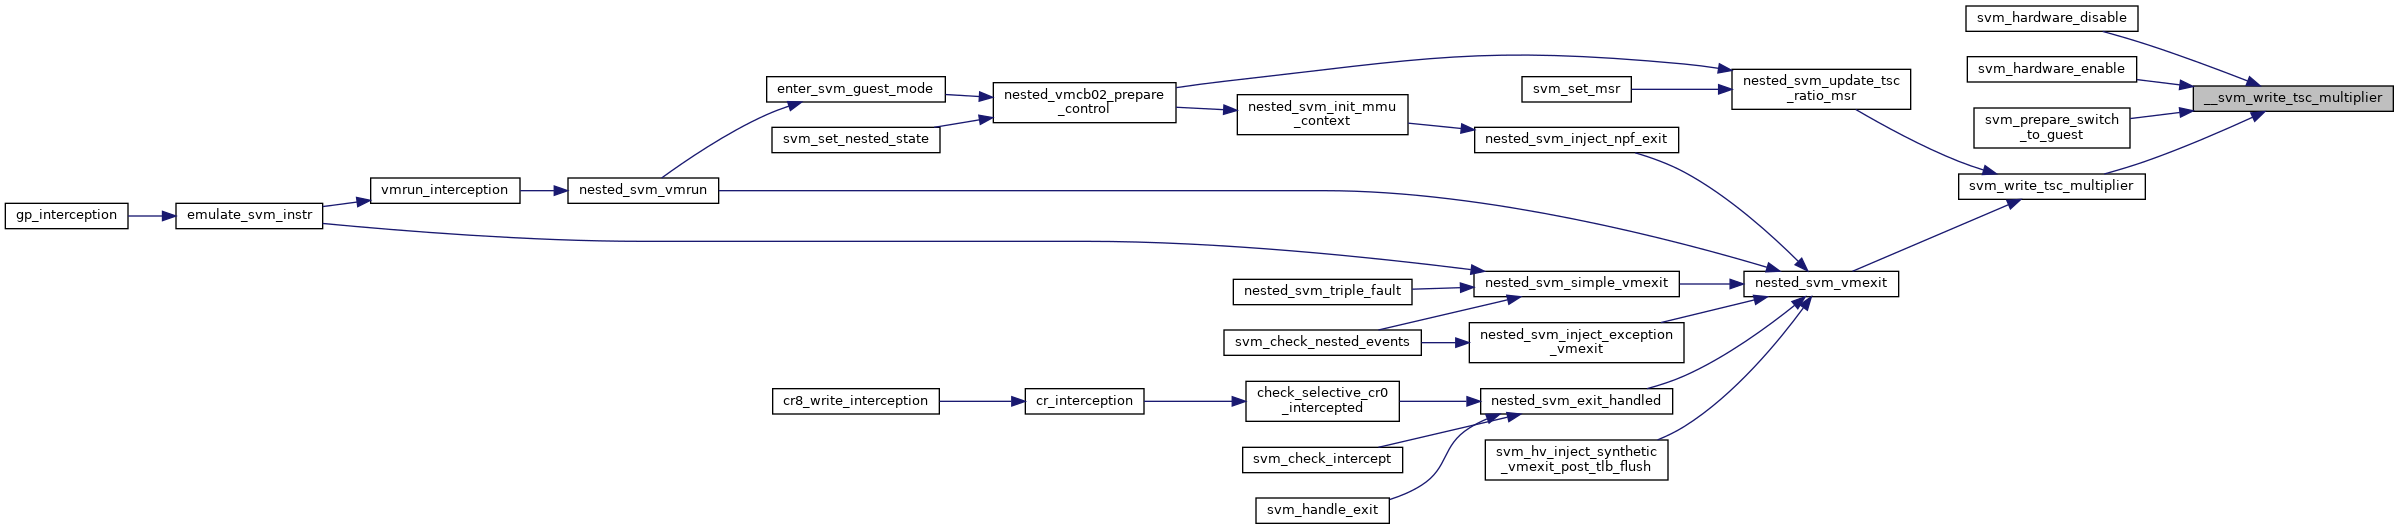 svm_hardware_disable
svm_hardware_enable
__svm_write_tsc_multiplier
svm_prepare_switch
_to_guest
svm_write_tsc_multiplier
nested_svm_update_tsc
_ratio_msr
svm_set_msr
nested_vmcb02_prepare
_control
enter_svm_guest_mode
svm_set_nested_state
nested_svm_init_mmu
_context
nested_svm_inject_npf_exit
nested_svm_vmrun
vmrun_interception
emulate_svm_instr
gp_interception
nested_svm_vmexit
nested_svm_simple_vmexit
nested_svm_triple_fault
svm_check_nested_events
nested_svm_inject_exception
_vmexit
nested_svm_exit_handled
check_selective_cr0
_intercepted
cr_interception
cr8_write_interception
svm_check_intercept
svm_hv_inject_synthetic
_vmexit_post_tlb_flush
svm_handle_exit